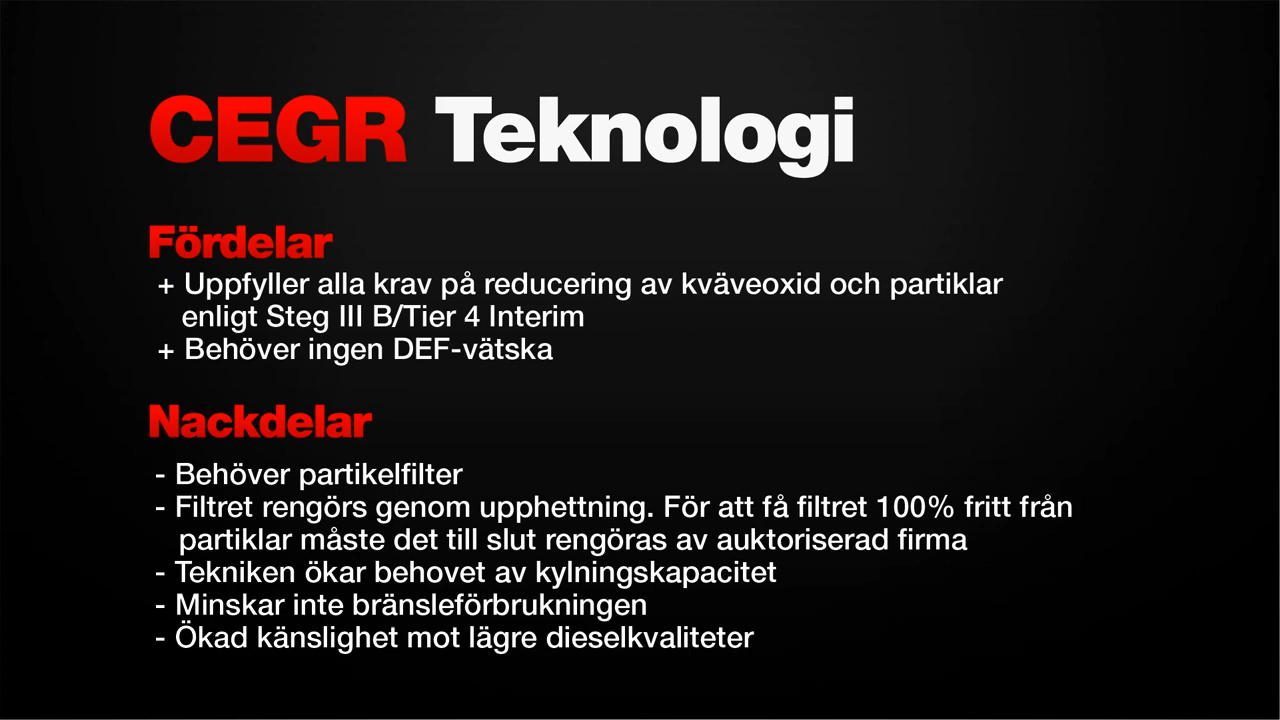 CEGR Teknologi
Fördelar
+ Uppfyller alla krav på reducering av kväveoxid och partiklar
enligt Steg III B/Tier 4 Interim
+ Behöver ingen DEF-vätska
Nackdelar
- Behöver partikelfilter
- Filtret rengörs genom upphettning. För att få filtret 100% fritt från
partiklar måste det till slut rengöras av auktoriserad firma
- Tekniken ökar behovet av kylningskapacitet
- Minskar inte bränsleförbrukningen
- Ökad känslighet mot lägre dieselkvaliteter